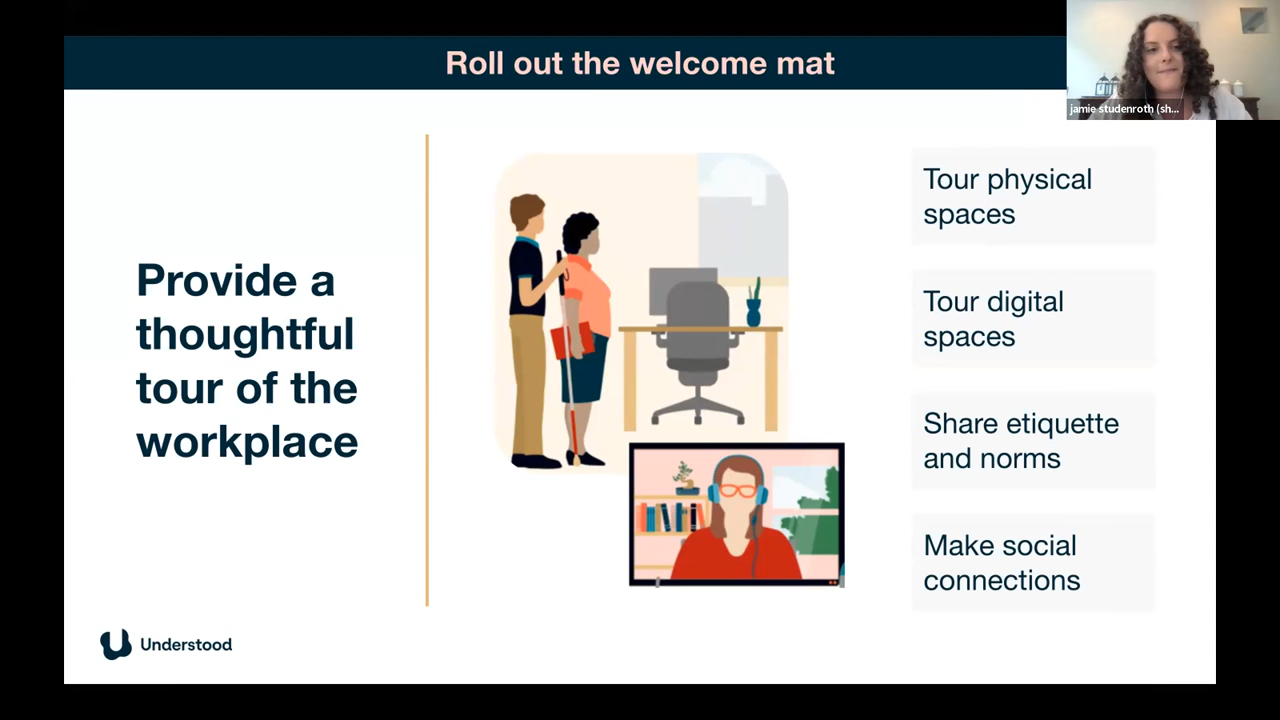 Roll out the welcome mat
jamie studenroth (sh...
Provide a
thoughtful
tour of the
workplace
Tour physical
spaces
Tour digital
spaces
Share etiquette
and norms
Make social
connections
Understood